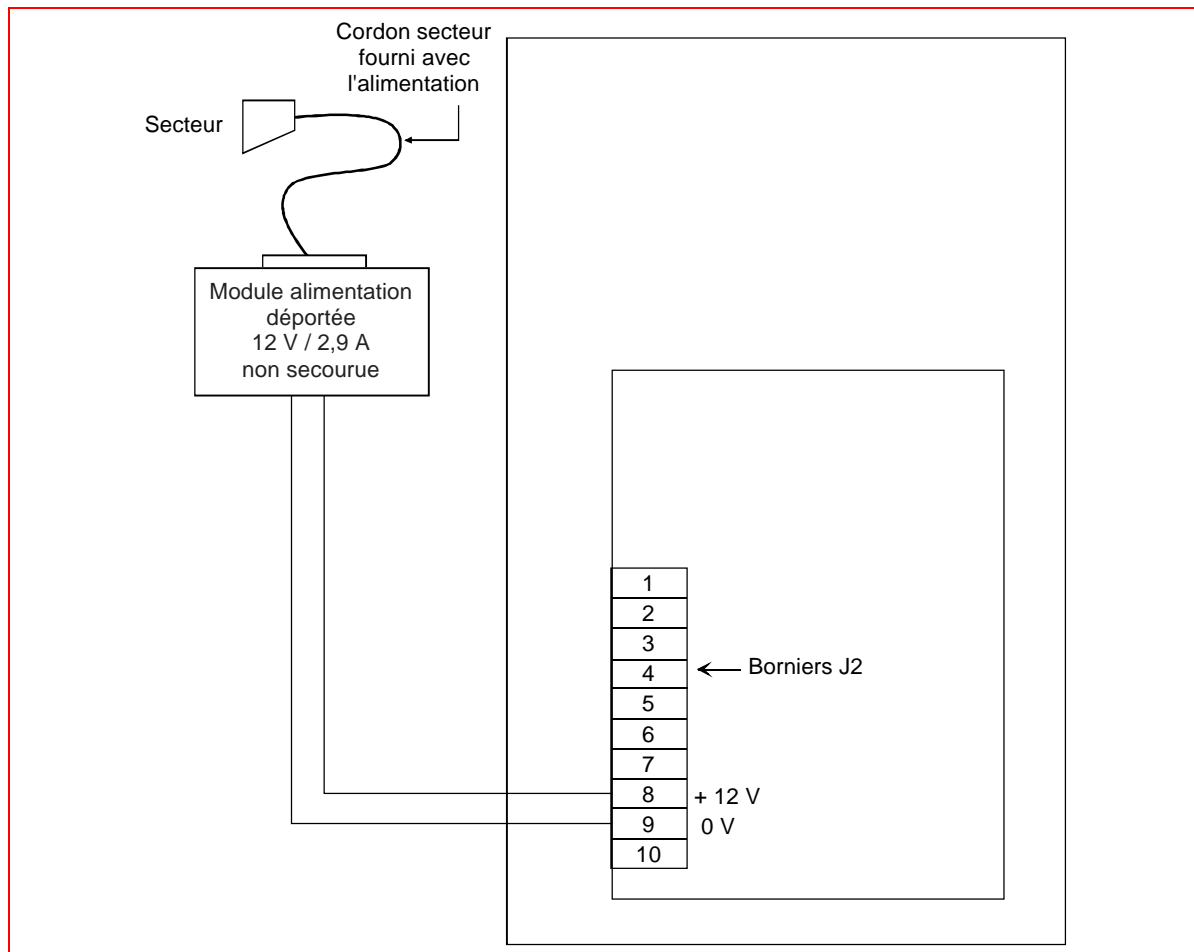 Cordon secteur
fourni avec
l'alimentation
Secteur
Module alimentation
déportée
12 V / 2,9 A
non secourue
1
2
3
4
Borniers J2
5
6
7
8
+ 12 V
9
0 V
10